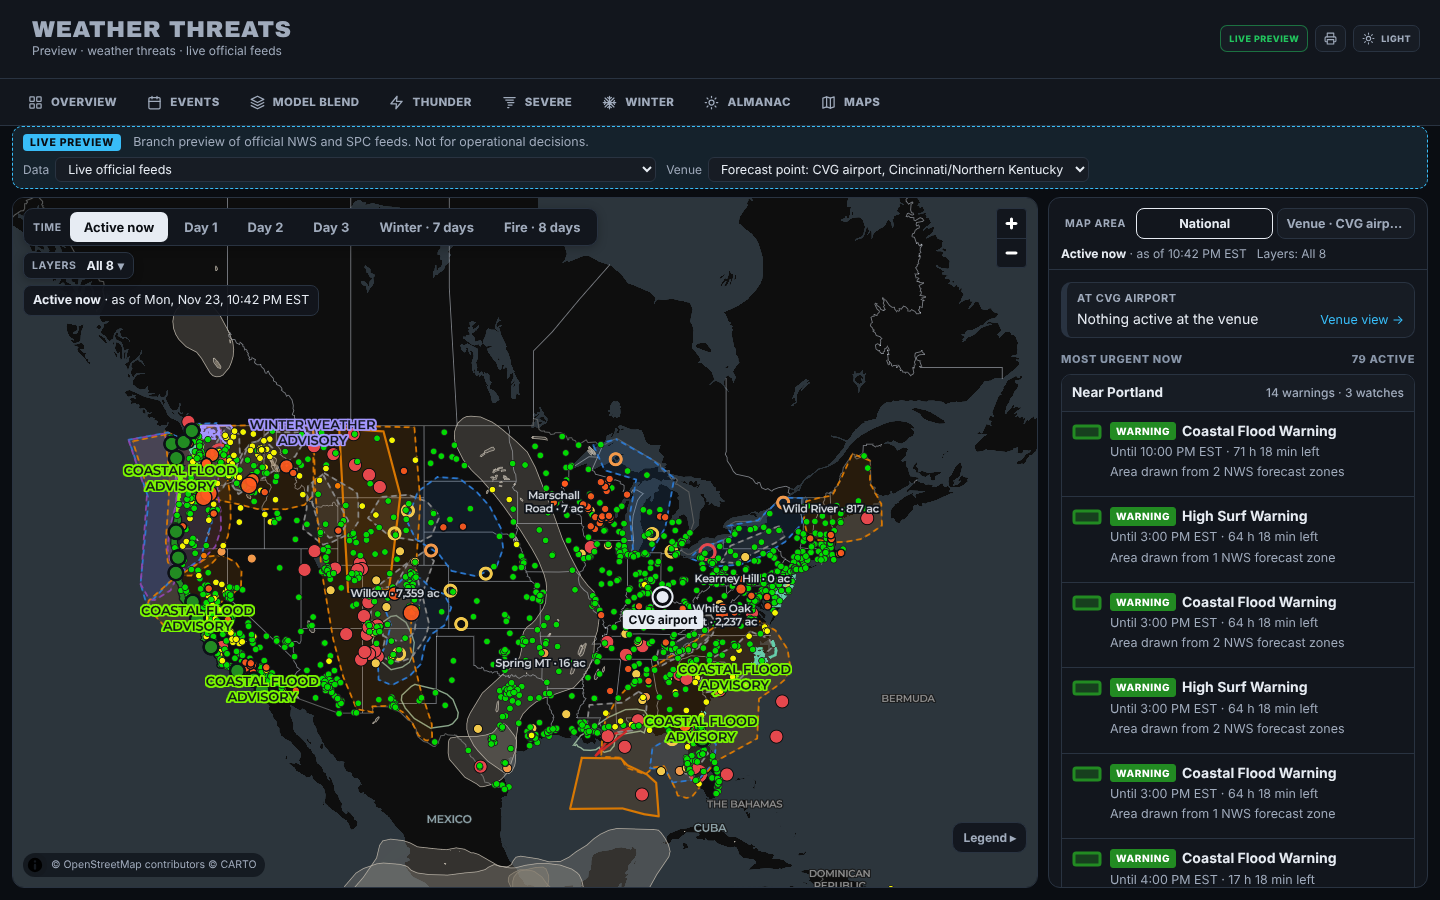 WEATHER THREATS
Preview · weather threats · live official feeds
LIVE PREVIEW
LIGHT
OVERVIEW
EVENTS
MODEL BLEND
THUNDER
SEVERE
WINTER
ALMANAC
MAPS
LIVE PREVIEW Branch preview of official NWS and SPC feeds. Not for operational decisions.
Data Live official feeds Venue Forecast point: CVG airport, Cincinnati/Northern Kentucky
TIME Active now Day 1 Day 2 Day 3 Winter · 7 days Fire · 8 days
LAYERS All 8 ▾
Active now · as of Mon, Nov 23, 10:42 PM EST
+
−
WINTER WEATHER
ADVISORY
COASTAL FLOOD
ADVISORY
Marschall
Road · 7 ac
Wild River · 817 ac
Kearney Hill · 0 ac
Willow · 7,359 ac
White Oak
· 2,237 ac
CVG airport
COASTAL FLOOD
ADVISORY
Spring MT · 16 ac
COASTAL FLOOD
ADVISORY
COASTAL FLOOD
ADVISORY
COASTAL FLOOD
ADVISORY
BERMUDA
THE BAHAMAS
MEXICO
CUBA
DOMINICAN
REPUBLIC
Legend ▸
© OpenStreetMap contributors © CARTO
MAP AREA National Venue · CVG airp...
Active now · as of 10:42 PM EST Layers: All 8
AT CVG AIRPORT
Nothing active at the venue Venue view →
MOST URGENT NOW 79 ACTIVE
Near Portland 14 warnings · 3 watches
WARNING Coastal Flood Warning
Until 10:00 PM EST · 71 h 18 min left
Area drawn from 2 NWS forecast zones
WARNING High Surf Warning
Until 3:00 PM EST · 64 h 18 min left
Area drawn from 1 NWS forecast zone
WARNING Coastal Flood Warning
Until 3:00 PM EST · 64 h 18 min left
Area drawn from 2 NWS forecast zones
WARNING High Surf Warning
Until 3:00 PM EST · 64 h 18 min left
Area drawn from 2 NWS forecast zones
WARNING Coastal Flood Warning
Until 3:00 PM EST · 64 h 18 min left
Area drawn from 1 NWS forecast zone
WARNING Coastal Flood Warning
Until 4:00 PM EST · 17 h 18 min left